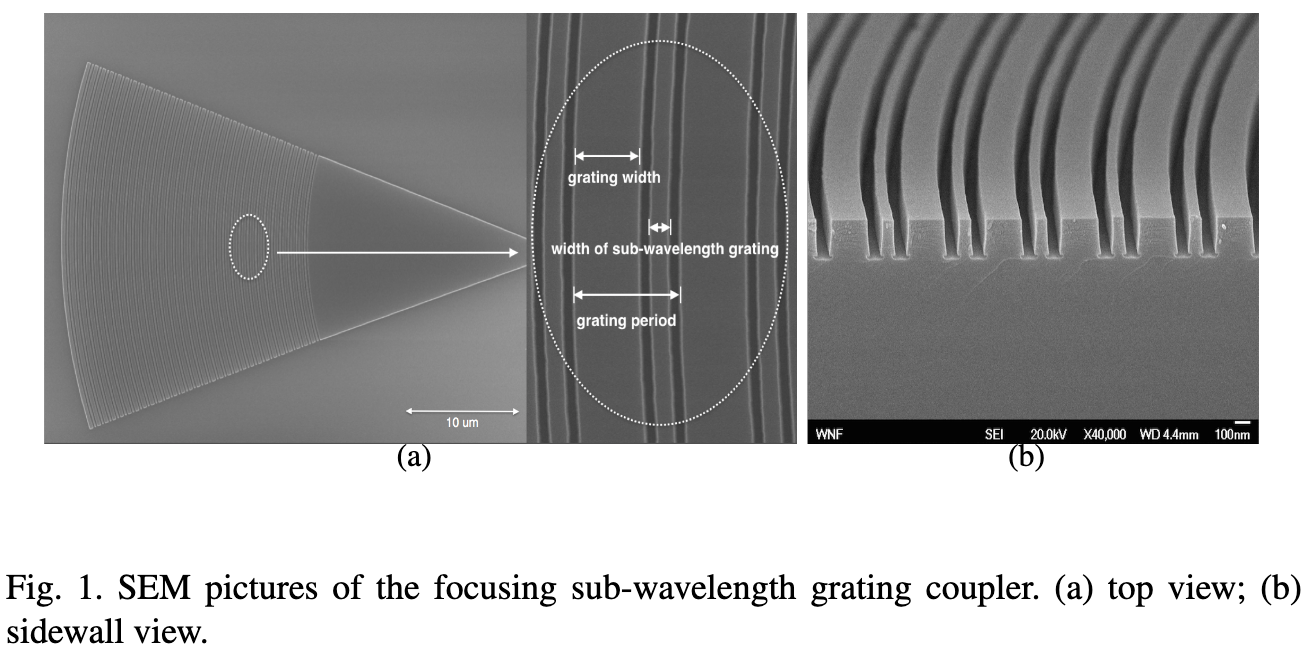 grating width
width of sub-wavelength grating
grating period
10 um
WNF SEI 20.0kV X40,000 WD 4.4mm 100nm
(a)
(b)
Fig. 1. SEM pictures of the focusing sub-wavelength grating coupler. (a) top view; (b)
sidewall view.